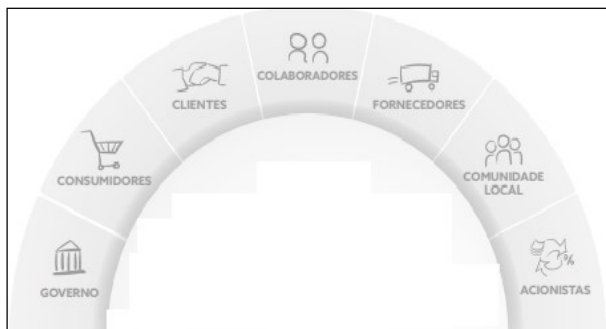 COLABORADORES
CLIENTES
FORNECEDORES
CONSUMIDORES
COMUNIDADE
LOCAL
GOVERNO
%
ACIONISTAS